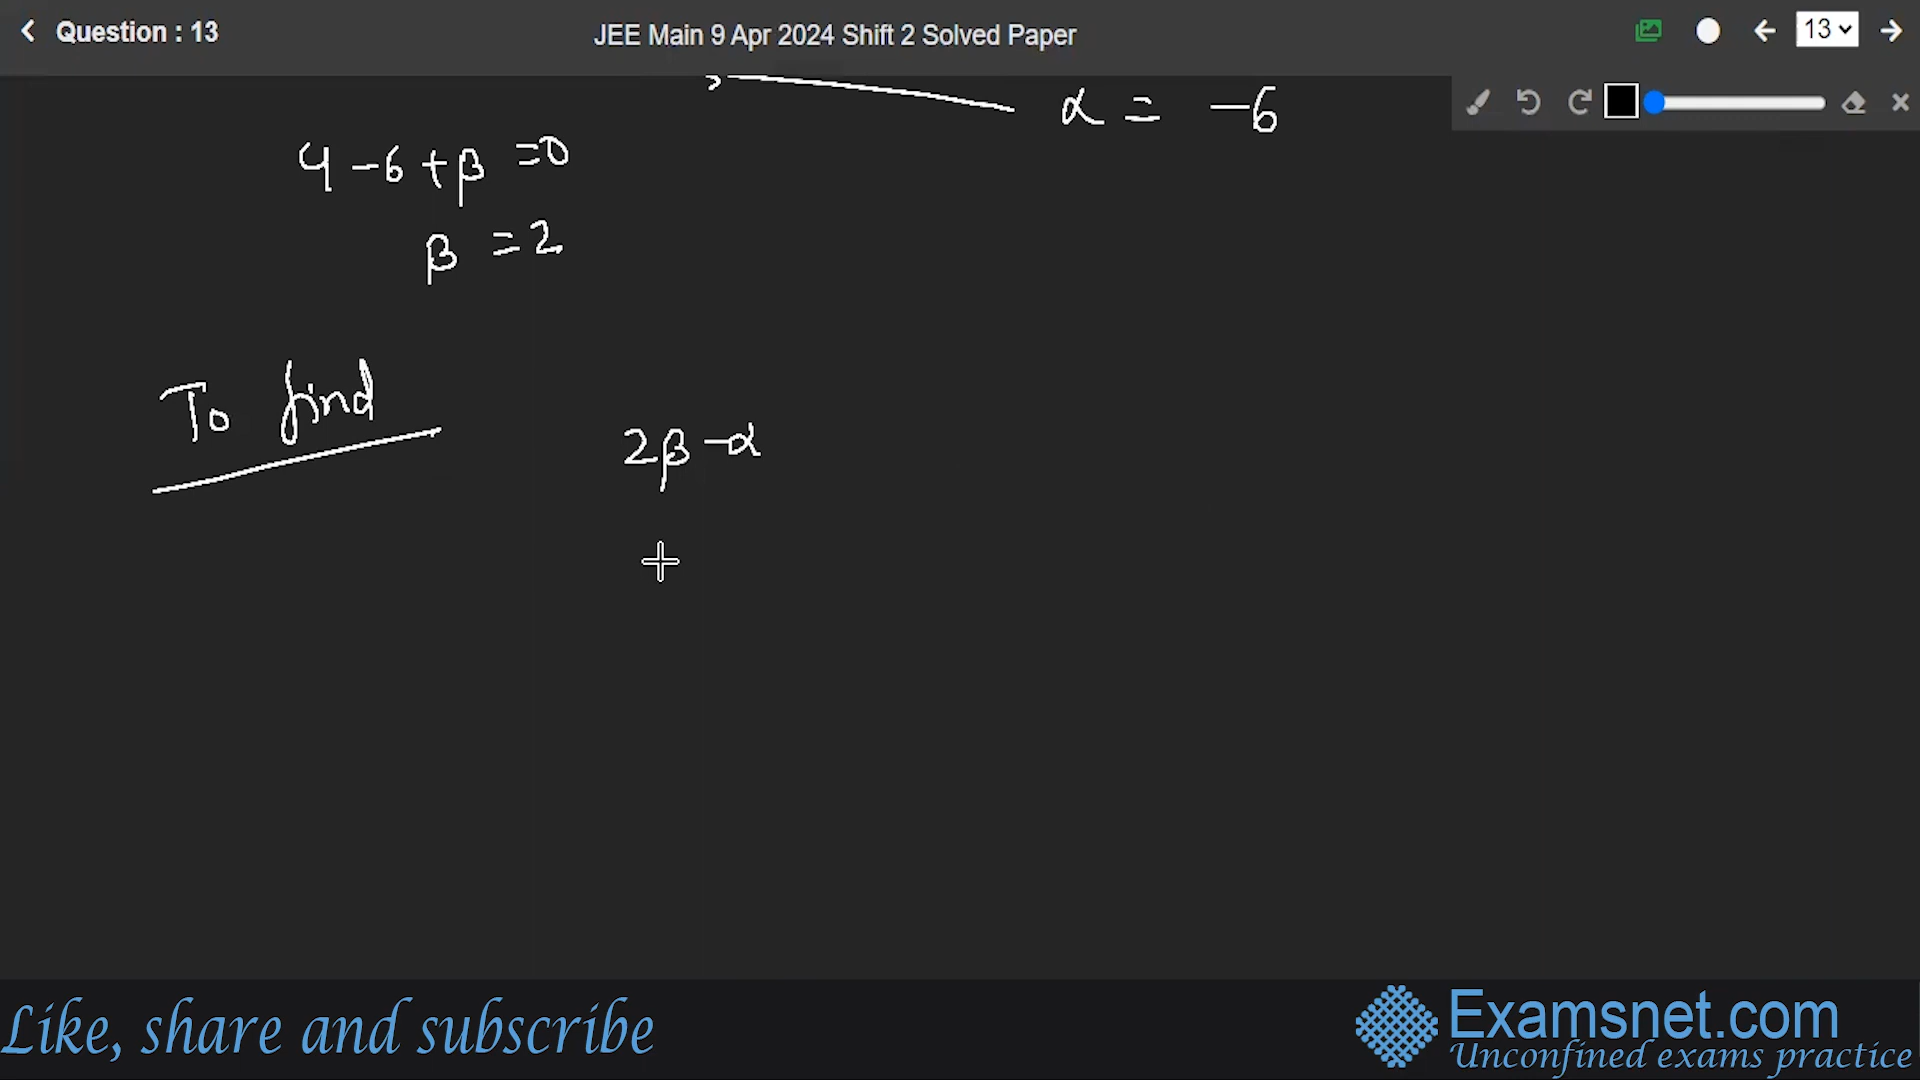 Question : 13
JEE Main 9 Apr 2024 Shift 2 Solved Paper
13
α = -6
4 - 6 + β = 0
β = 2
To find
2β - α
Like, share and subscribe
Examsnet.com
Unconfined exams practice